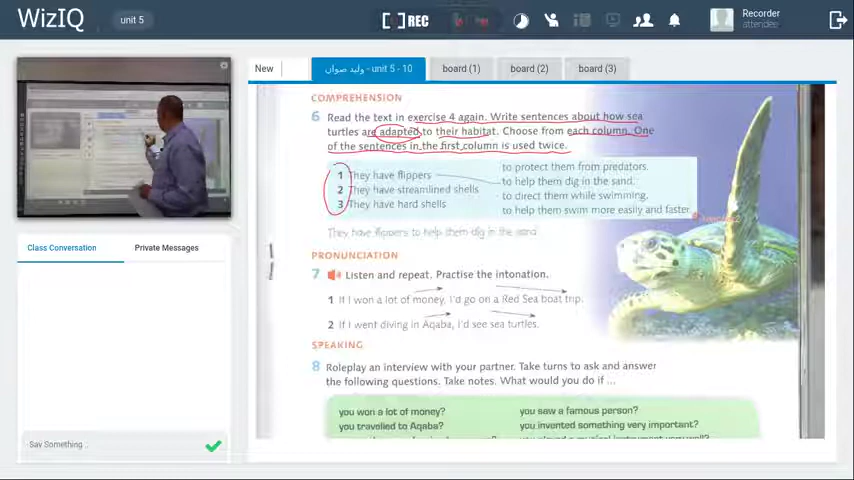 WizIQ
unit 5
REC
Recorder
attendee
New
وليد صوان - unit 5 - 10
board (1)
board (2)
board (3)
Class Conversation
Private Messages
Say Something...
COMPREHENSION
6 Read the text in exercise 4 again. Write sentences about how sea
turtles are adapted to their habitat. Choose from each column. One
of the sentences in the first column is used twice.
1 They have flippers
2 They have streamlined shells
3 They have hard shells
to protect them from predators.
to help them dig in the sand.
to direct them while swimming.
to help them swim more easily and faster.
They have flippers to help them dig in the sand.
PRONUNCIATION
7 Listen and repeat. Practise the intonation.
1 If I won a lot of money, I'd go on a Red Sea boat trip.
2 If I went diving in Aqaba, I'd see sea turtles.
SPEAKING
8 Roleplay an interview with your partner. Take turns to ask and answer
the following questions. Take notes. What would you do if ...
you won a lot of money?
you saw a famous person?
you travelled to Aqaba?
you invented something very important?